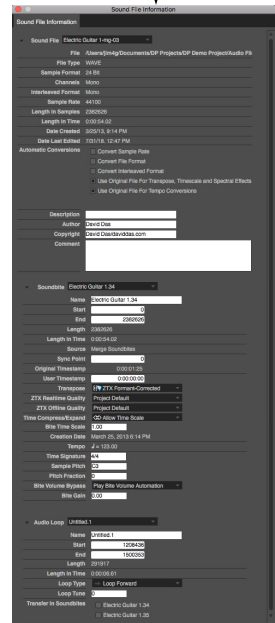 Sound File Information
Sound File Information
Sound File Electric Guitar 1-mg-03
File /Users/jim4g/Documents/DP Projects/DP Demo Project/Audio Fil
File Type WAVE
Sample Format 24 Bit
Channels Mono
Interleaved Format Mono
Sample Rate 44100
Length In Samples 2382626
Length In Time 0:00:54.02
Date Created 3/25/13, 9:14 PM
Date Last Edited 7/31/18, 12:47 PM
Automatic Conversions Convert Sample Rate
Convert File Format
Convert Interleaved Format
Use Original File For Transpose, Timescale and Spectral Effects
Use Original File For Tempo Conversions
Description
Author David Das
Copyright David Das/daviddas.com
Comment
Soundbite Electric Guitar 1.34
Name Electric Guitar 1.34
Start 0
End 2382626
Length 2382626
Length In Time 0:00:54.02
Source Merge Soundbites
Sync Point 0
Original Timestamp 0:00:01:25
User Timestamp 0:00:00:00
Transpose ZTX Formant-Corrected
ZTX Realtime Quality Project Default
ZTX Offline Quality Project Default
Time Compress/Expand Allow Time Scale
Bite Time Scale 1.00
Creation Date March 25, 2013 6:14 PM
Tempo ♩= 123.00
Time Signature 4/4
Sample Pitch C3
Pitch Fraction 0
Bite Volume Bypass Play Bite Volume Automation
Bite Gain 0.00
Audio Loop Untitled.1
Name Untitled.1
Start 1208436
End 1500353
Length 291917
Length In Time 0:00:06.61
Loop Type Loop Forward
Loop Tune 0
Transfer in Soundbites Electric Guitar 1.34
Electric Guitar 1.35